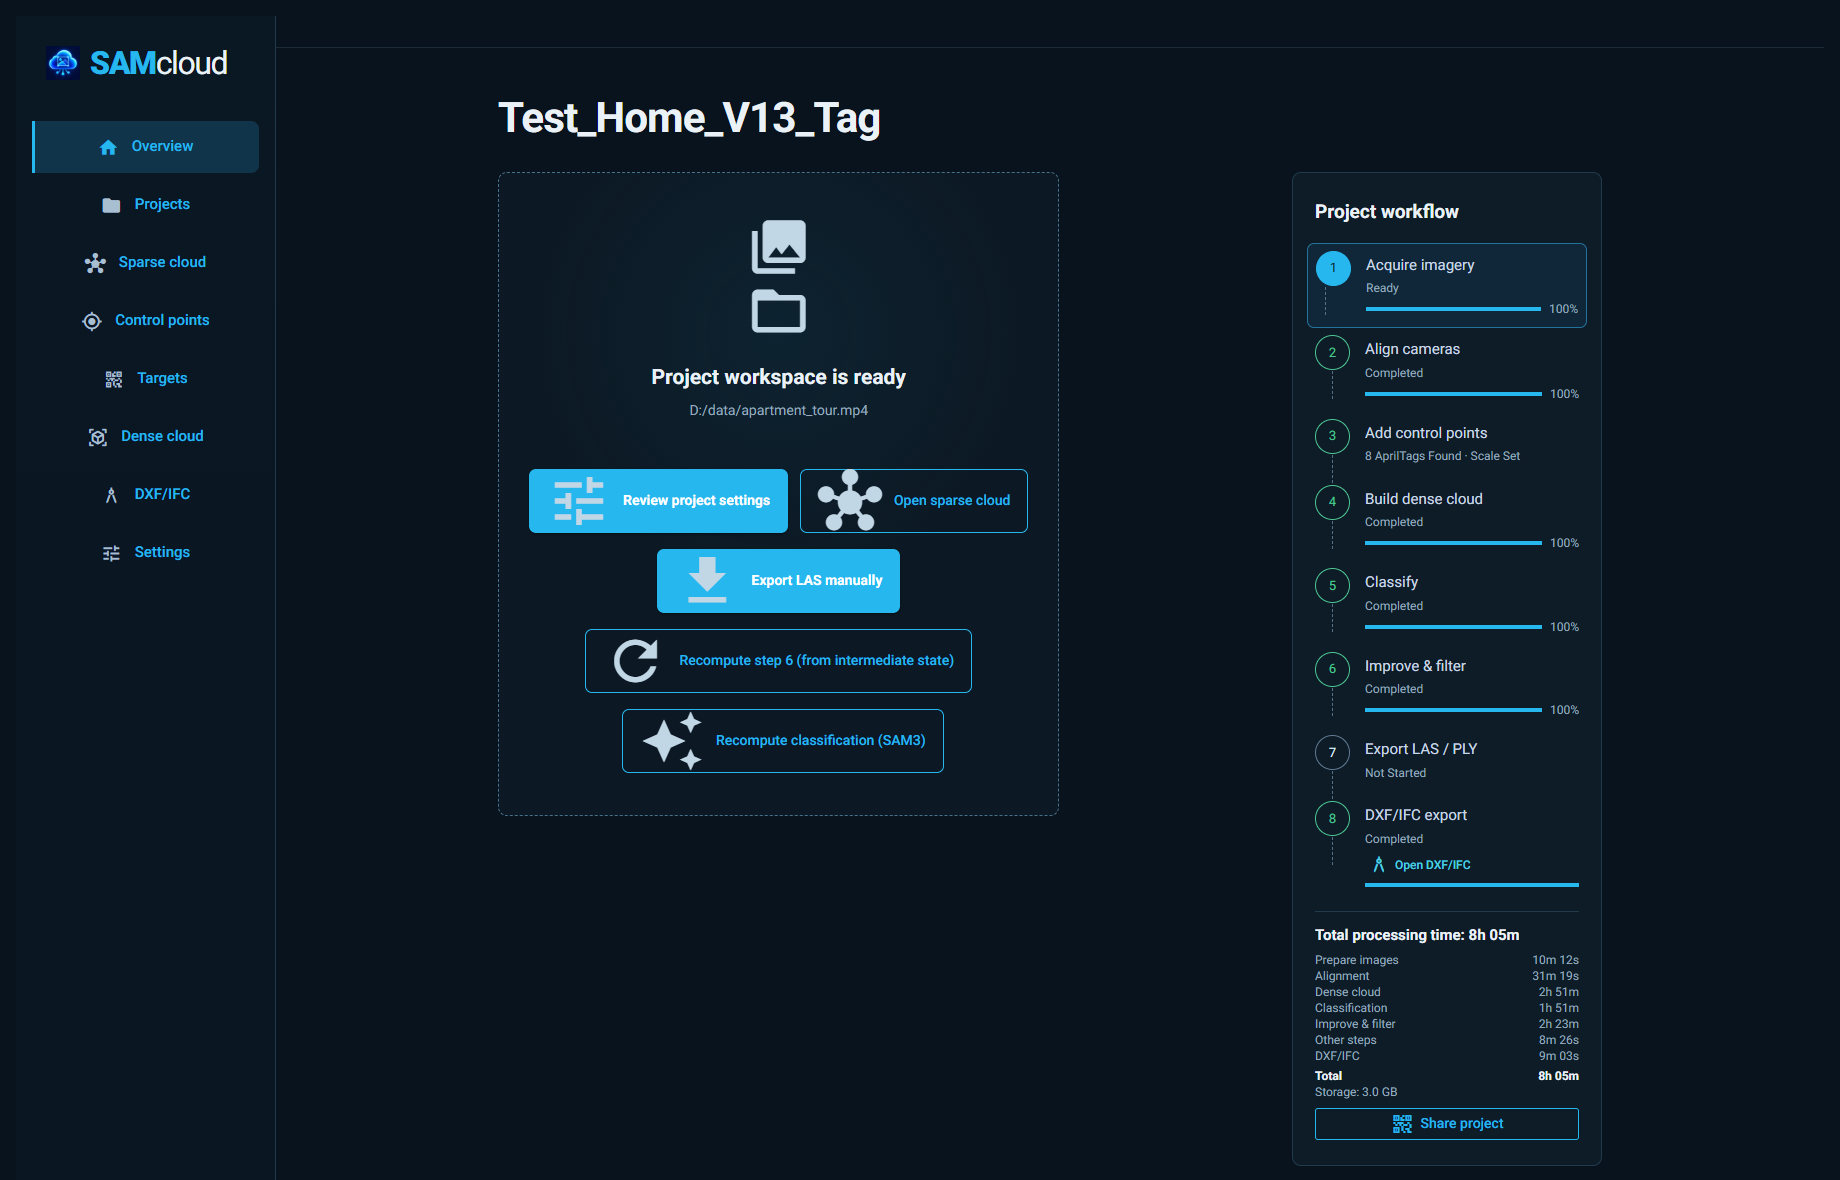 SAMcloud
Overview
Projects
Sparse cloud
Control points
Targets
Dense cloud
DXF/IFC
Settings
Test_Home_V13_Tag
Project workspace is ready
D:/data/apartment_tour.mp4
Review project settings
Open sparse cloud
Export LAS manually
Recompute step 6 (from intermediate state)
Recompute classification (SAM3)
Project workflow
1 Acquire imagery
Ready
100%
2 Align cameras
Completed
100%
3 Add control points
8 AprilTags Found · Scale Set
4 Build dense cloud
Completed
100%
5 Classify
Completed
100%
6 Improve & filter
Completed
100%
7 Export LAS / PLY
Not Started
8 DXF/IFC export
Completed
Open DXF/IFC
Total processing time: 8h 05m
Prepare images 10m 12s
Alignment 31m 19s
Dense cloud 2h 51m
Classification 1h 51m
Improve & filter 2h 23m
Other steps 8m 26s
DXF/IFC 9m 03s
Total 8h 05m
Storage: 3.0 GB
Share project